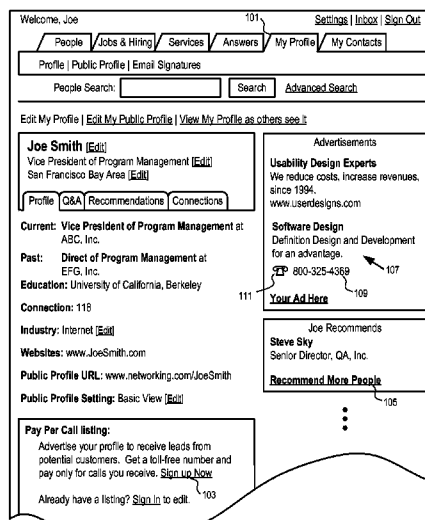 Welcome, Joe
101
Settings | Inbox | Sign Out
People
Jobs & Hiring
Services
Answers
My Profile
My Contacts
Profile | Public Profile | Email Signatures
People Search:
Search
Advanced Search
Edit My Profile | Edit My Public Profile | View My Profile as others see it
Joe Smith [Edit]
Vice President of Program Management [Edit]
San Francisco Bay Area [Edit]
Profile
Q&A
Recommendations
Connections
Current: Vice President of Program Management at
ABC, Inc.
Past: Direct of Program Management at
EFG, Inc.
Education: University of California, Berkeley
Connection: 118
Industry: Internet [Edit]
Websites: www.JoeSmith.com
Public Profile URL: www.networking.com/JoeSmith
Public Profile Setting: Basic View [Edit]
Pay Per Call listing:
Advertise your profile to receive leads from
potential customers. Get a toll-free number and
pay only for calls you receive. Sign up Now
103
Already have a listing? Sign In to edit.
Advertisements
Usability Design Experts
We reduce costs, increase revenues,
since 1994.
www.userdesigns.com
Software Design
Definition Design and Development
for an advantage.
107
800-325-4369
111
109
Your Ad Here
Joe Recommends
Steve Sky
Senior Director, QA, Inc.
Recommend More People
105